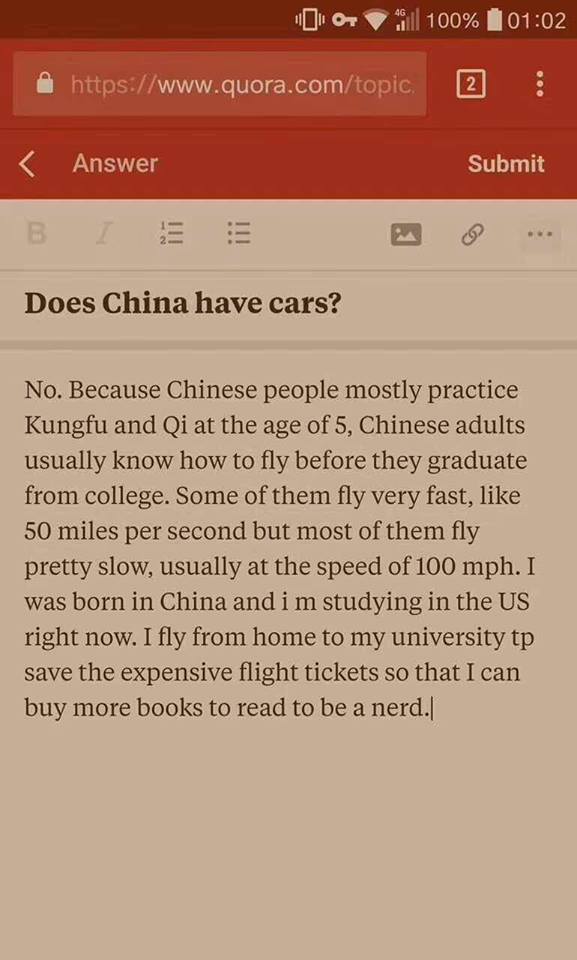 4G 100% 01:02
https://www.quora.com/topic. 2
Answer Submit
B I
Does China have cars?
No. Because Chinese people mostly practice
Kungfu and Qi at the age of 5, Chinese adults
usually know how to fly before they graduate
from college. Some of them fly very fast, like
50 miles per second but most of them fly
pretty slow, usually at the speed of 100 mph. I
was born in China and i m studying in the US
right now. I fly from home to my university tp
save the expensive flight tickets so that I can
buy more books to read to be a nerd.